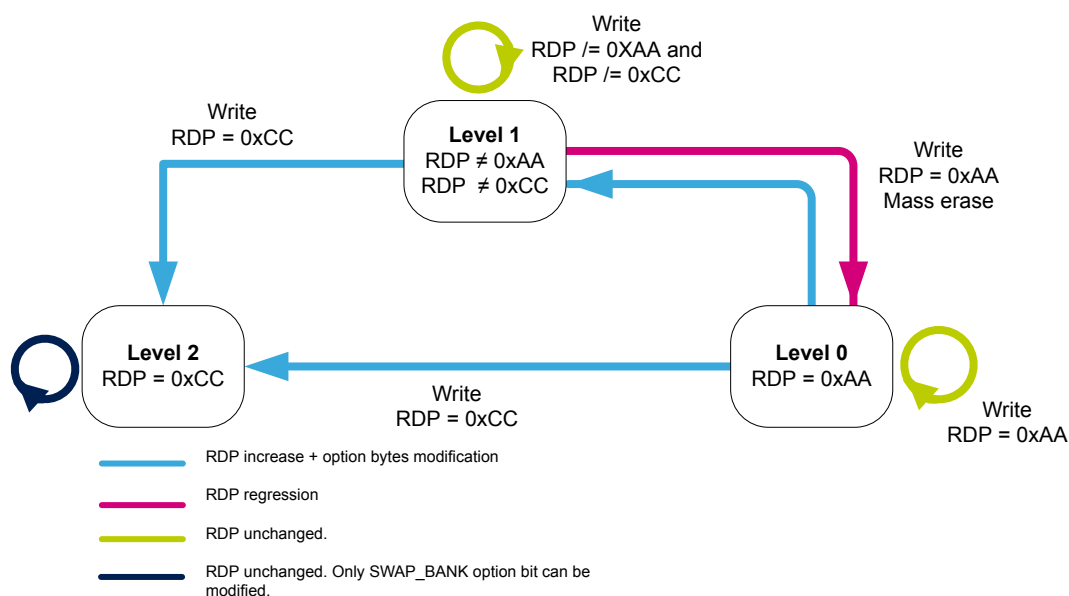 Write
RDP /= 0XAA and
RDP /= 0xCC
Write
RDP = 0xCC
Level 1
RDP ≠ 0xAA
RDP ≠ 0xCC
Write
RDP = 0xAA
Mass erase
Level 2
RDP = 0xCC
Level 0
RDP = 0xAA
Write
RDP = 0xCC
Write
RDP = 0xAA
RDP increase + option bytes modification
RDP regression
RDP unchanged.
RDP unchanged. Only SWAP_BANK option bit can be
modified.